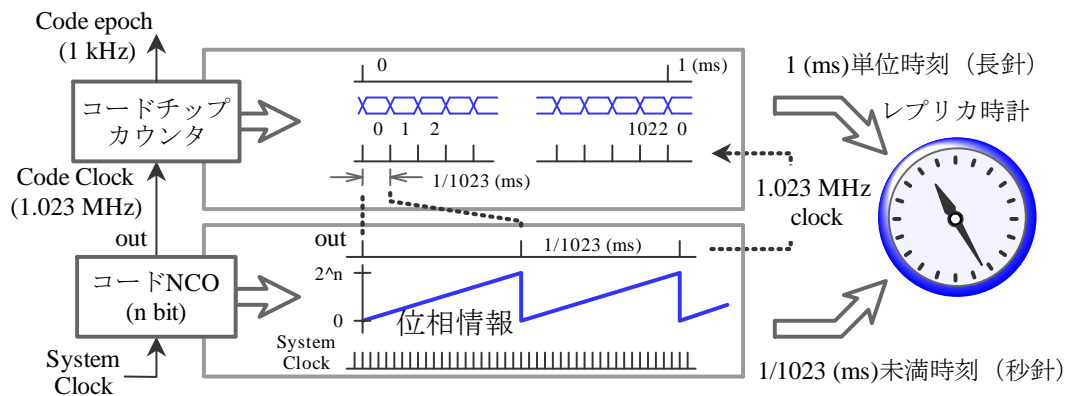 Code epoch
(1 kHz)
コードチップ
カウンタ
Code Clock
(1.023 MHz)
out
コードNCO
(n bit)
System
Clock
0
1 (ms)
0 1 2
1022 0
1/1023 (ms)
out
1/1023 (ms)
2^n
0
位相情報
System
Clock
1 (ms)単位時刻（長針）
レプリカ時計
1.023 MHz
clock
1/1023 (ms)未満時刻（秒針）